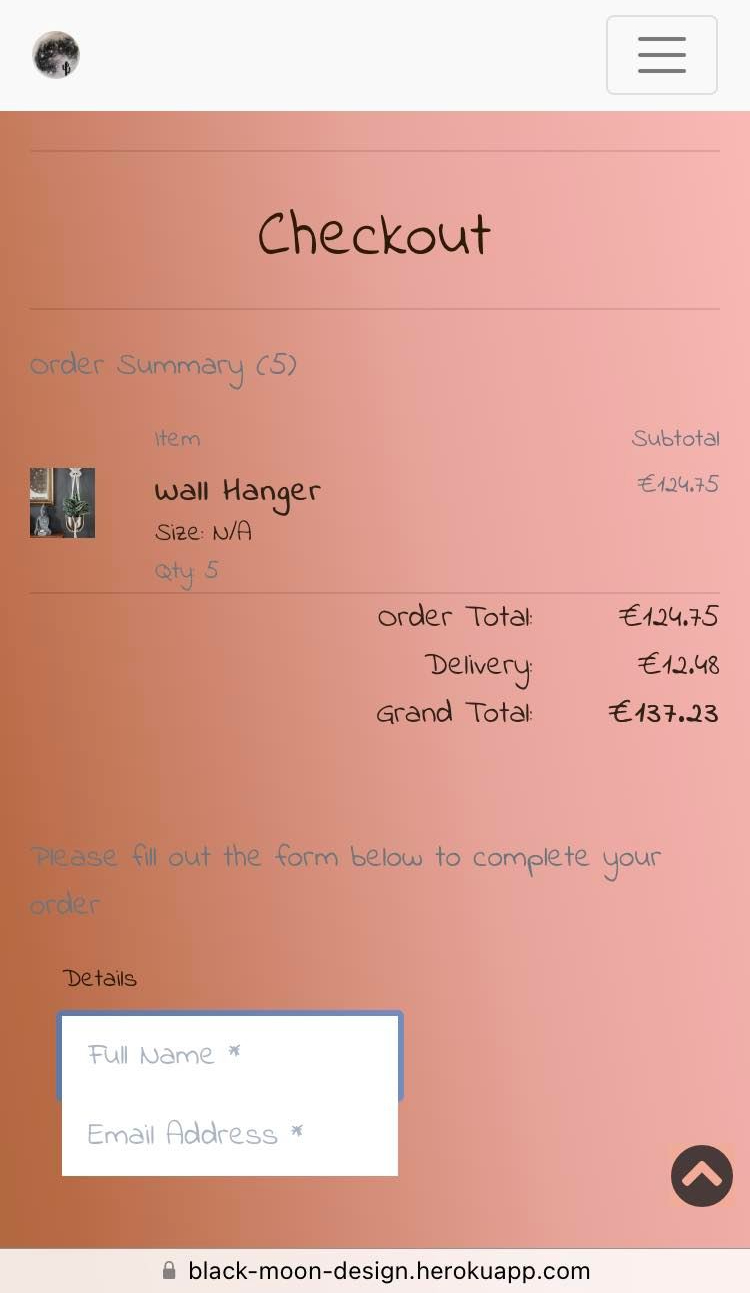 Checkout
Order Summary (5)
Item Subtotal
Wall Hanger €124.75
Size: N/A
Qty: 5
Order Total: €124.75
Delivery: €12.48
Grand Total: €137.23
Please fill out the form below to complete your
order
Details
Full Name *
Email Address *
black-moon-design.herokuapp.com